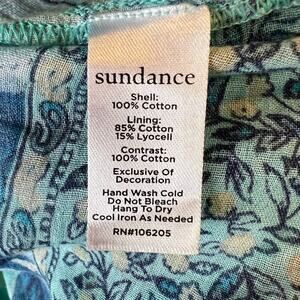 sundance
Shell:
100% Cotton
Lining:
85% Cotton
15% Lyocell
Contrast:
100% Cotton
Exclusive Of
Decoration
Hand Wash Cold
Do Not Bleach
Hang To Dry
Cool Iron As Needed
RN#106205